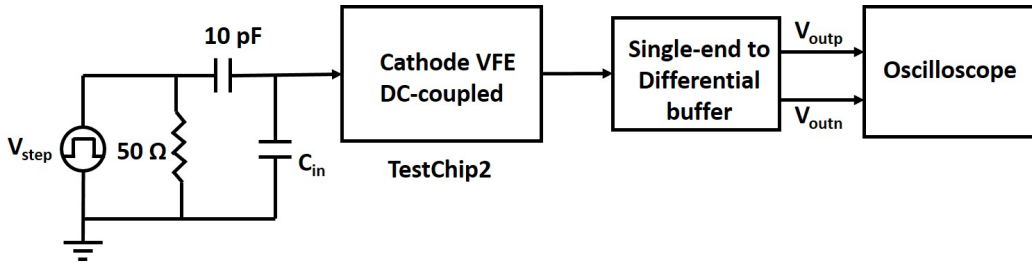 10 pF
V_step
50 Ω
C_in
Cathode VFE
DC-coupled
TestChip2
Single-end to
Differential
buffer
V_outp
V_outn
Oscilloscope